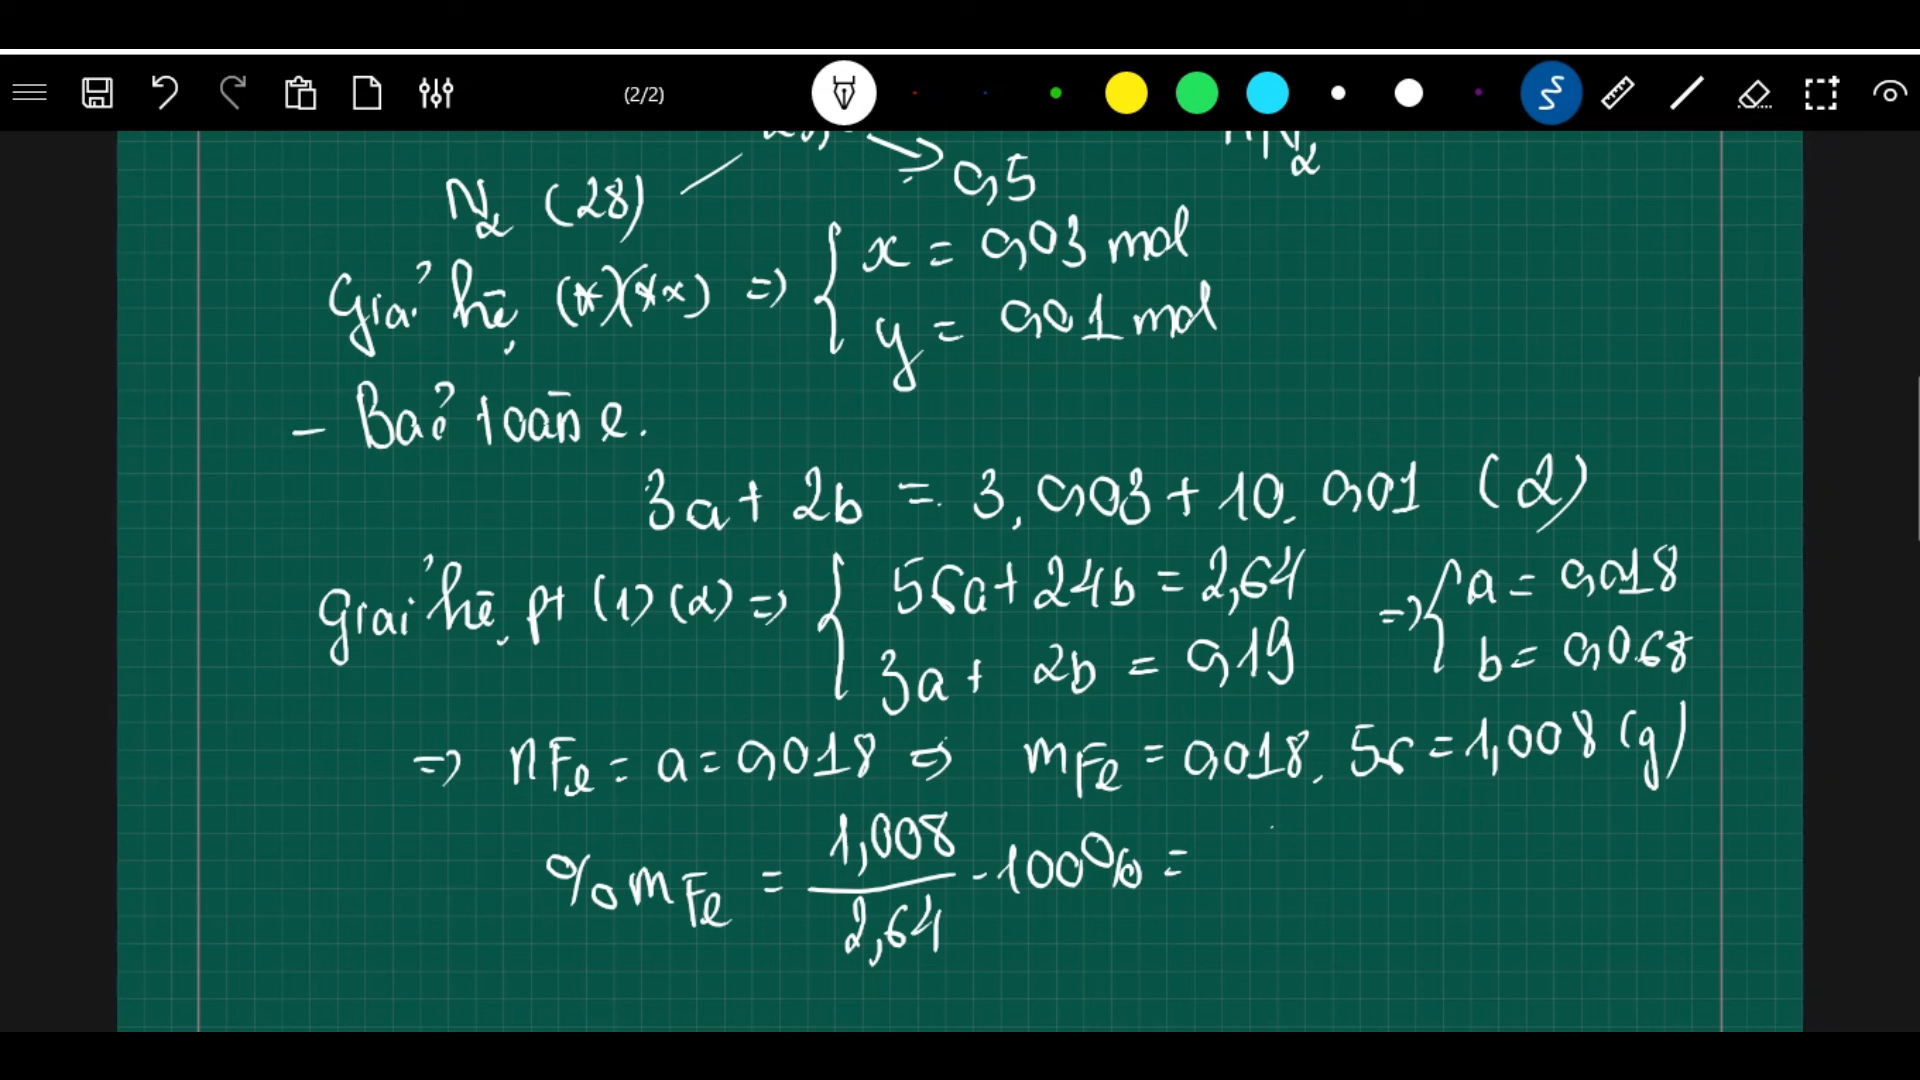 (2/2)
N₂ (28)
0,5
N₂
Giải hệ (*)(**) => { x = 0,03 mol
y = 0,01 mol
- Bảo toàn e.
3a + 2b = 3. 0,03 + 10. 0,01 (2)
Giải hệ pt (1) (2) => { 56a + 24b = 2,64 => { a = 0,018
3a + 2b = 0,19 b = 0,068
=> nFe = a = 0,018 => mFe = 0,018. 56 = 1,008 (g)
%mFe = 1,008 / 2,64 . 100% =